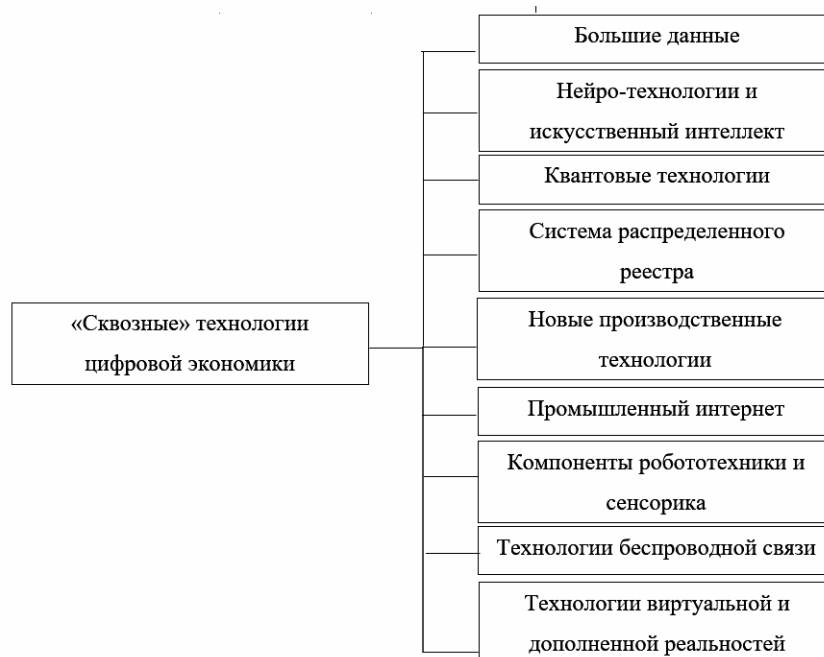 Большие данные
Нейро-технологии и
искусственный интеллект
Квантовые технологии
Система распределенного
реестра
«Сквозные» технологии
цифровой экономики
Новые производственные
технологии
Промышленный интернет
Компоненты робототехники и
сенсорика
Технологии беспроводной связи
Технологии виртуальной и
дополненной реальностей